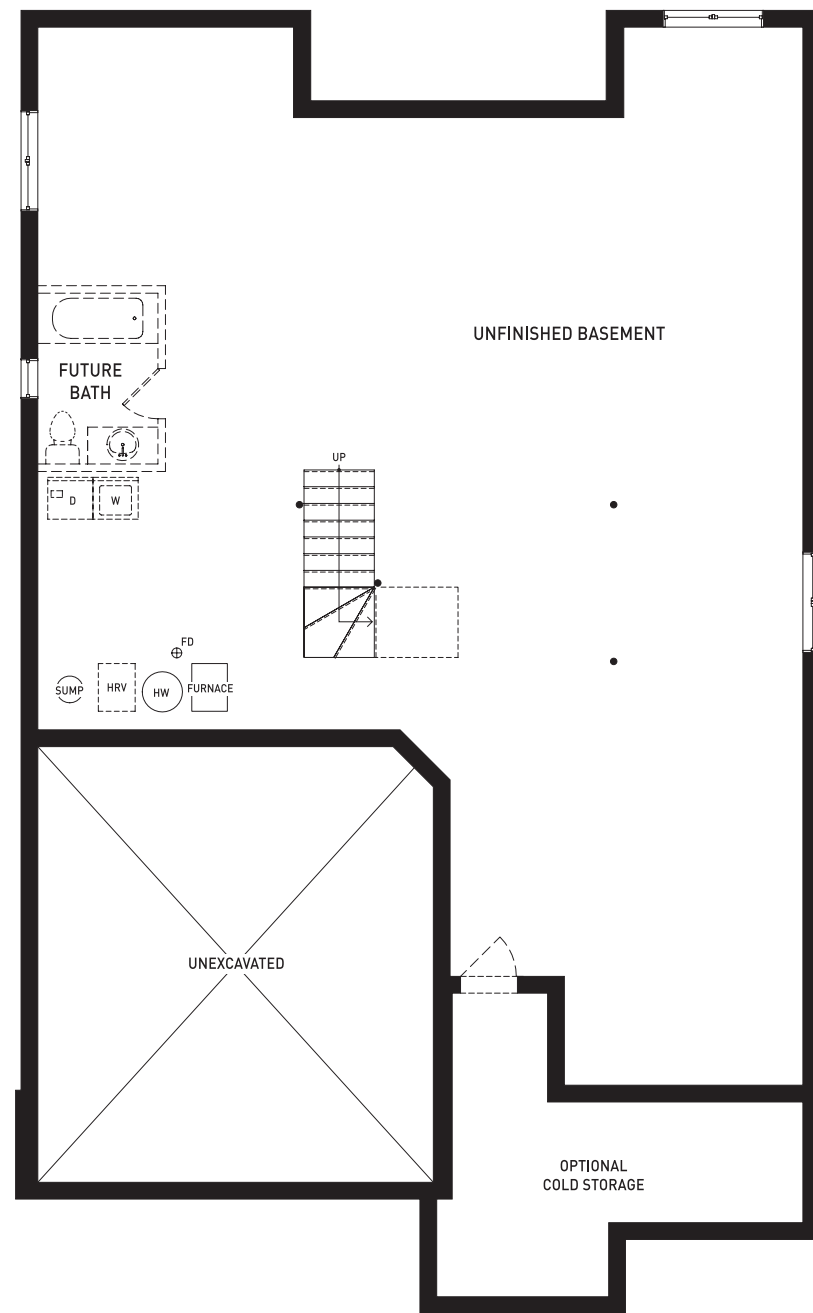 UNFINISHED BASEMENT
FUTURE
BATH
UP
D
W
FD
SUMP
HRV
HW
FURNACE
UNEXCAVATED
OPTIONAL
COLD STORAGE